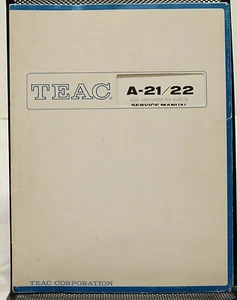 TEAC®
A-21/22
SERVICE MANUAL
TEAC CORPORATION